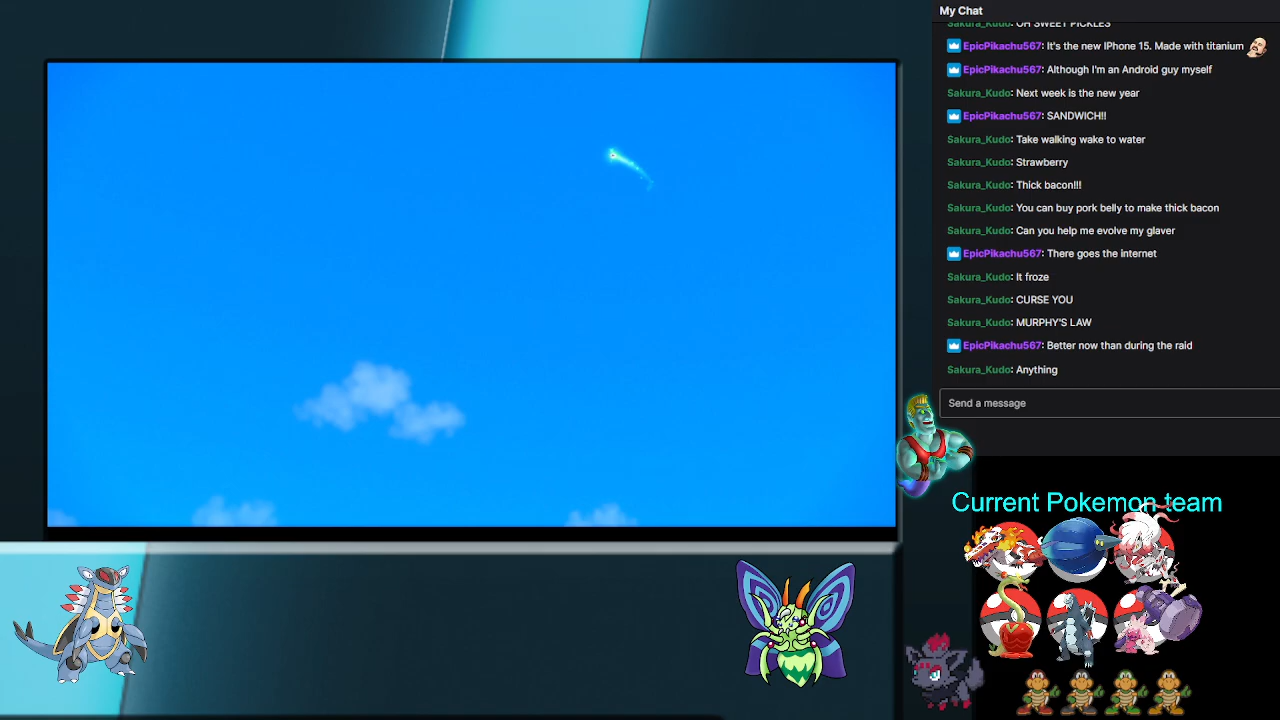 My Chat
Sakura_Kudo: OH SWEET PICKLES
EpicPikachu567: It's the new IPhone 15. Made with titanium
EpicPikachu567: Although I'm an Android guy myself
Sakura_Kudo: Next week is the new year
EpicPikachu567: SANDWICH!!
Sakura_Kudo: Take walking wake to water
Sakura_Kudo: Strawberry
Sakura_Kudo: Thick bacon!!!
Sakura_Kudo: You can buy pork belly to make thick bacon
Sakura_Kudo: Can you help me evolve my glaver
EpicPikachu567: There goes the internet
Sakura_Kudo: It froze
Sakura_Kudo: CURSE YOU
Sakura_Kudo: MURPHY'S LAW
EpicPikachu567: Better now than during the raid
Sakura_Kudo: Anything
Send a message
Current Pokemon team